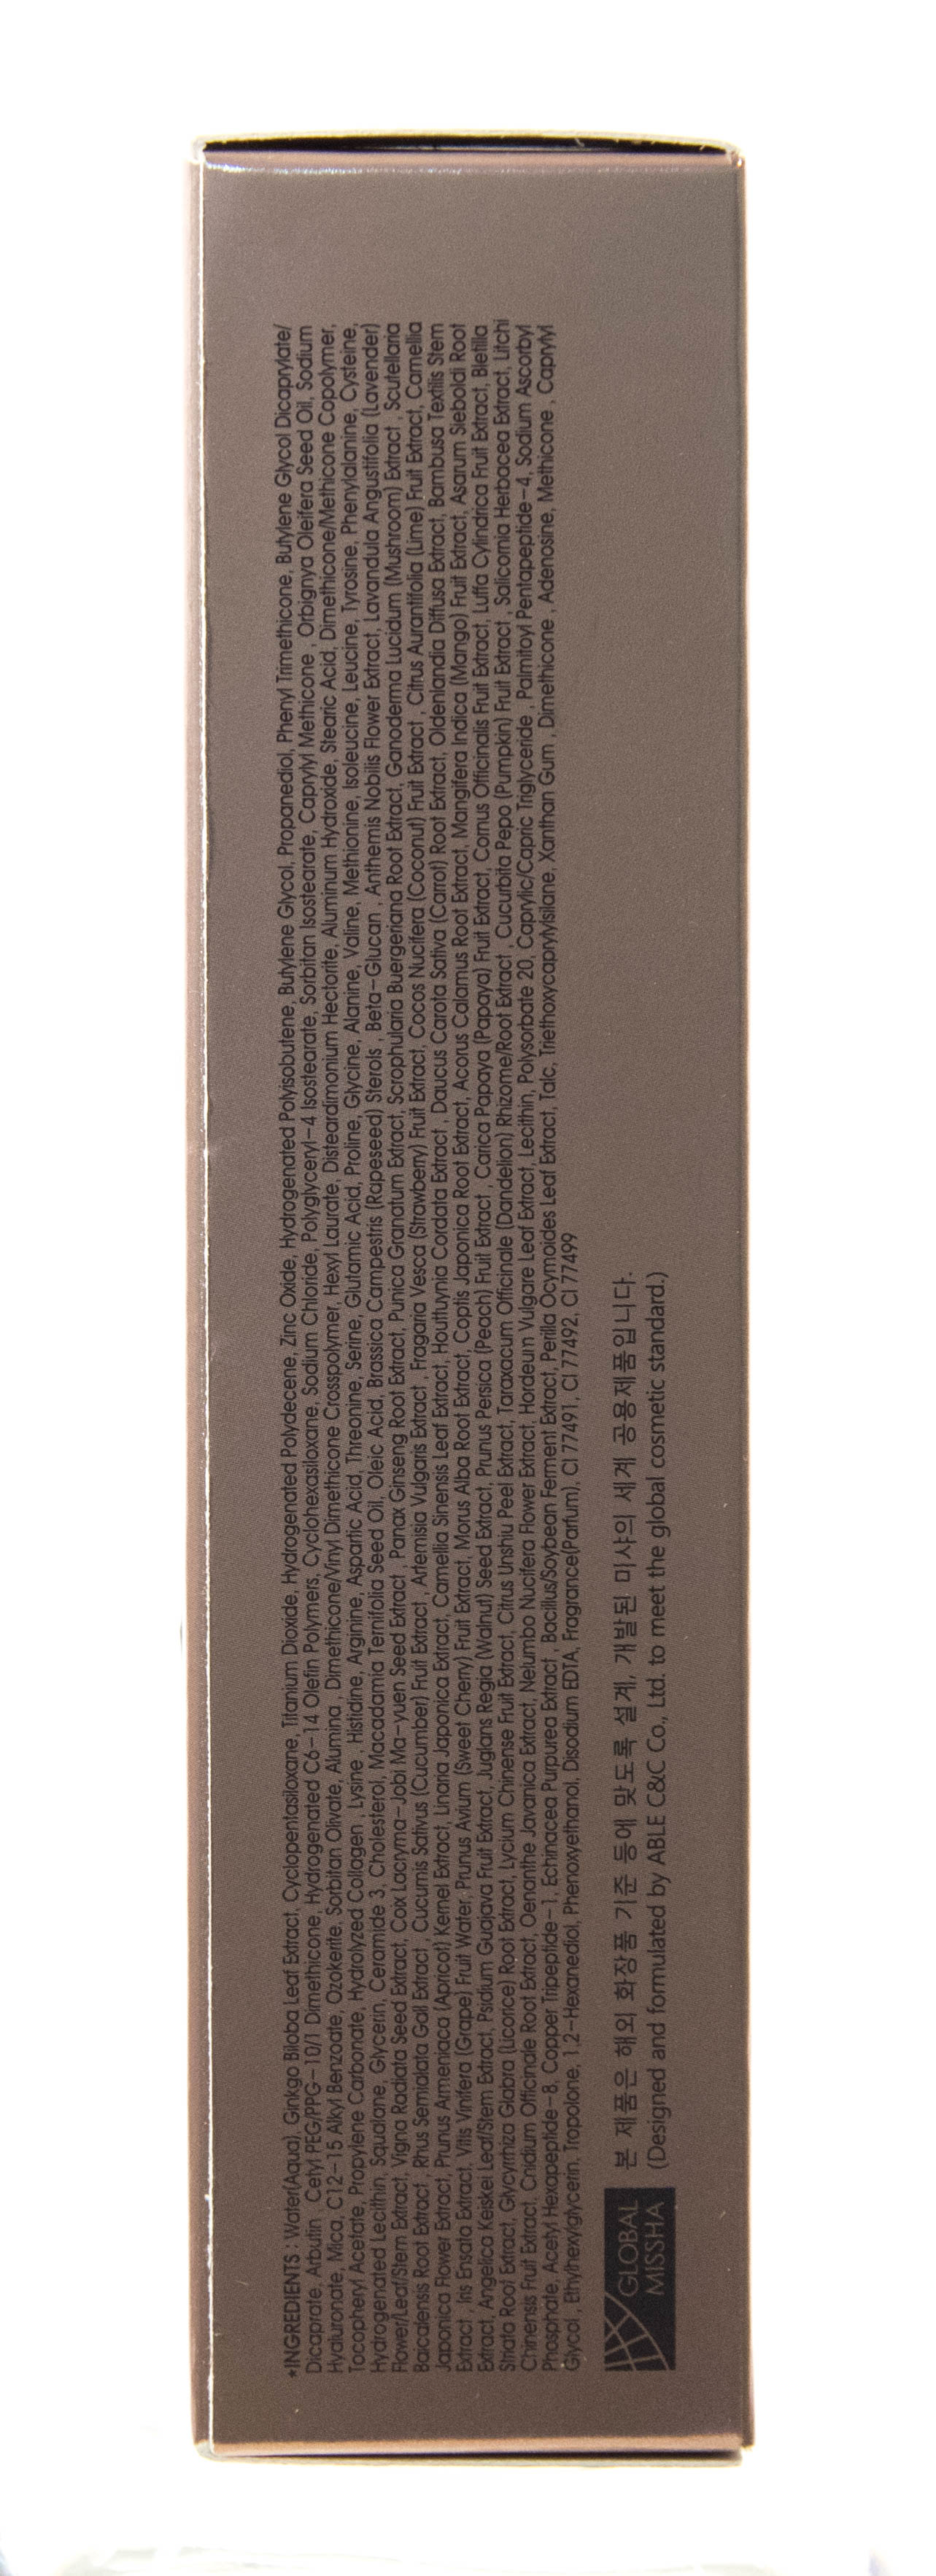 *INGREDIENTS : Water(Aqua), Ginkgo Biloba Leaf Extract, Cyclopentasiloxane, Titanium Dioxide, Hydrogenated Polydecene, Zinc Oxide, Hydrogenated Polyisobutene, Butylene Glycol, Propanediol, Phenyl Trimethicone, Butylene Glycol Dicaprylate/
Dicaprate, Arbutin , Cetyl PEG/PPG-10/1 Dimethicone, Hydrogenated C6-14 Olefin Polymers, Cyclohexasiloxane, Sodium Chloride, Polyglyceryl-4 Isostearate, Sorbitan Isostearate, Caprylyl Methicone , Orbignya Oleifera Seed Oil, Sodium
Hyaluronate, Mica, C12-15 Alkyl Benzoate, Ozokerite, Sorbitan Olivate, Alumina , Dimethicone/Vinyl Dimethicone Crosspolymer, Hexyl Laurate, Disteardimonium Hectorite, Aluminum Hydroxide, Stearic Acid, Dimethicone/Methicone Copolymer,
Tocopheryl Acetate, Propylene Carbonate, Hydrolyzed Collagen , Lysine , Histidine, Arginine, Aspartic Acid, Threonine, Serine, Glutamic Acid, Proline, Glycine, Alanine, Valine, Methionine, Isoleucine, Leucine, Tyrosine, Phenylalanine, Cysteine,
Hydrogenated Lecithin, Squalane, Glycerin, Ceramide 3, Cholesterol, Macadamia Ternifolia Seed Oil, Oleic Acid, Brassica Campestris (Rapeseed) Sterols , Beta-Glucan , Anthemis Nobilis Flower Extract, Lavandula Angustifolia (Lavender)
Flower/Leaf/Stem Extract, Vigna Radiata Seed Extract, Coix Lacryma-Jobi Ma-yuen Seed Extract , Panax Ginseng Root Extract, Punica Granatum Extract, Scrophularia Buergeriana Root Extract, Ganoderma Lucidum (Mushroom) Extract , Scutellaria
Baicalensis Root Extract , Rhus Semialata Gall Extract , Cucumis Sativus (Cucumber) Fruit Extract , Artemisia Vulgaris Extract , Fragaria Vesca (Strawberry) Fruit Extract, Cocos Nucifera (Coconut) Fruit Extract , Citrus Aurantifolia (Lime) Fruit Extract, Camellia
Japonica Flower Extract, Prunus Armeniaca (Apricot) Kernel Extract, Linaria Japonica Extract, Camellia Sinensis Leaf Extract, Houttuynia Cordata Extract , Daucus Carota Sativa (Carrot) Root Extract, Oldenlandia Diffusa Extract, Bambusa Textilis Stem
Extract , Iris Ensata Extract, Vitis Vinifera (Grape) Fruit Water, Prunus Avium (Sweet Cherry) Fruit Extract, Morus Alba Root Extract, Coptis Japonica Root Extract, Acorus Calamus Root Extract, Mangifera Indica (Mango) Fruit Extract, Asarum Sieboldi Root
Extract, Angelica Keiskei Leaf/Stem Extract, Psidium Guajava Fruit Extract, Juglans Regia (Walnut) Seed Extract, Prunus Persica (Peach) Fruit Extract , Carica Papaya (Papaya) Fruit Extract, Cornus Officinalis Fruit Extract, Luffa Cylindrica Fruit Extract, Bletilla
Striata Root Extract, Glycyrrhiza Glabra (Licorice) Root Extract, Lycium Chinense Fruit Extract, Citrus Unshiu Peel Extract, Taraxacum Officinale (Dandelion) Rhizome/Root Extract , Cucurbita Pepo (Pumpkin) Fruit Extract , Salicornia Herbacea Extract, Litchi
Chinensis Fruit Extract, Cnidium Officinale Root Extract, Oenanthe Javanica Extract, Nelumbo Nucifera Flower Extract, Hordeum Vulgare Leaf Extract, Lecithin, Polysorbate 20, Caprylic/Capric Triglyceride , Palmitoyl Pentapeptide-4, Sodium Ascorbyl
Phosphate, Acetyl Hexapeptide-8, Copper Tripeptide-1, Echinacea Purpurea Extract , Bacillus/Soybean Ferment Extract, Perilla Ocymoides Leaf Extract, Talc, Triethoxycaprylylsilane, Xanthan Gum , Dimethicone , Adenosine, Methicone , Caprylyl
Glycol , Ethylhexylglycerin, Tropolone, 1,2-Hexanediol, Phenoxyethanol, Disodium EDTA, Fragrance(Parfum), CI 77491, CI 77492, CI 77499
GLOBAL
MISSHA
본 제품은 해외 화장품 기준 등에 맞도록 설계, 개발된 미샤의 세계 공용제품입니다.
(Designed and formulated by ABLE C&C Co., Ltd. to meet the global cosmetic standard.)